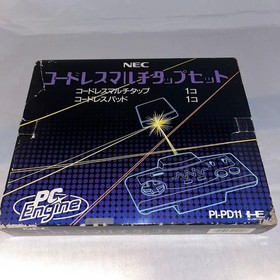 NEC
コードレスマルチタップセット
コードレスマルチタップ 1コ
コードレスパッド 1コ
PC Engine
PI-PD11 HE